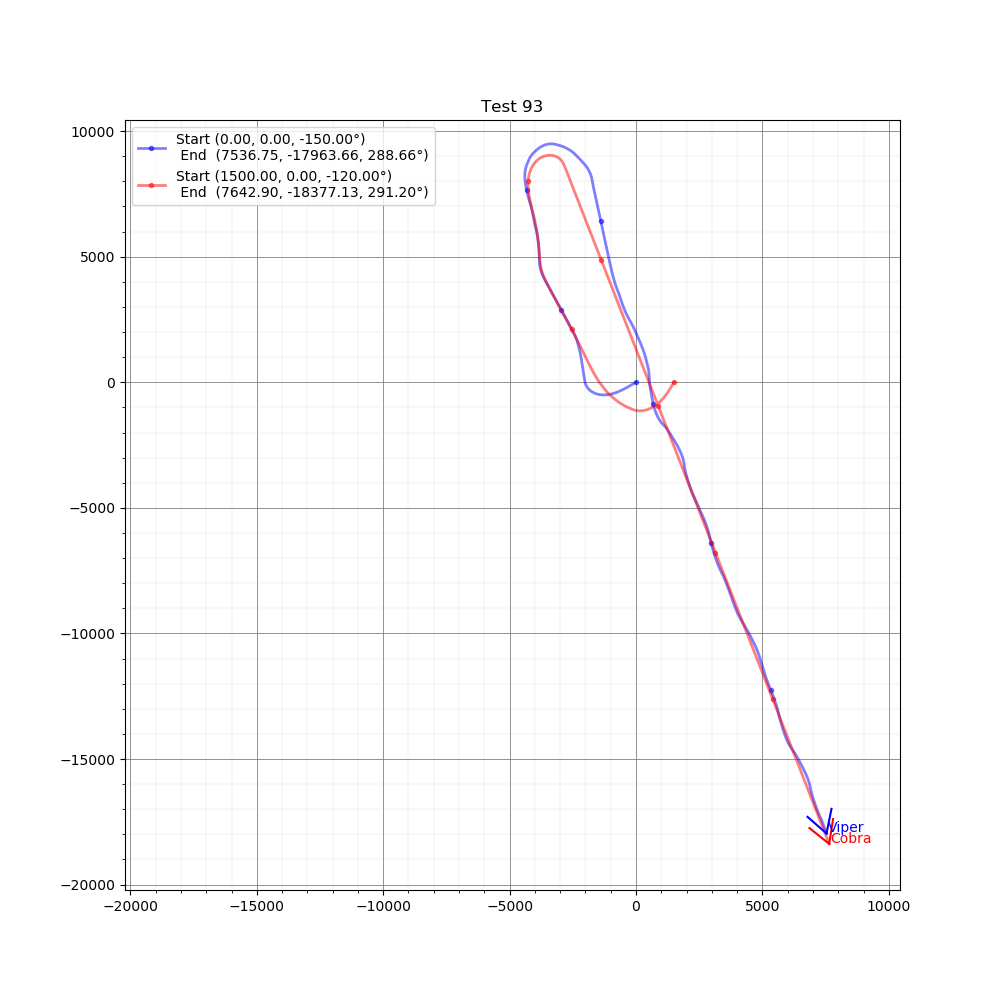 Test 93
Start (0.00, 0.00, -150.00°)
End (7536.75, -17963.66, 288.66°)
Start (1500.00, 0.00, -120.00°)
End (7642.90, -18377.13, 291.20°)
10000
5000
0
−5000
−10000
−15000
−20000
Viper
Cobra
−20000 −15000 −10000 −5000 0 5000 10000